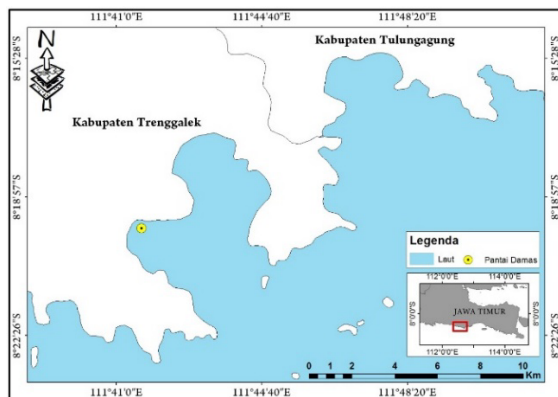 111°41'0"E 111°44'40"E 111°48'20"E
8°15'28"S
8°18'57"S
8°22'26"S
N
Kabupaten Tulungagung
Kabupaten Trenggalek
8°15'28"S
8°18'57"S
8°22'26"S
Legenda
Laut
Pantai Damas
112°0'0"E 114°0'0"E
8°0'0"S
JAWA TIMUR
8°0'0"S
112°0'0"E 114°0'0"E
0 1 2 4 6 8 10
Km
111°41'0"E 111°44'40"E 111°48'20"E